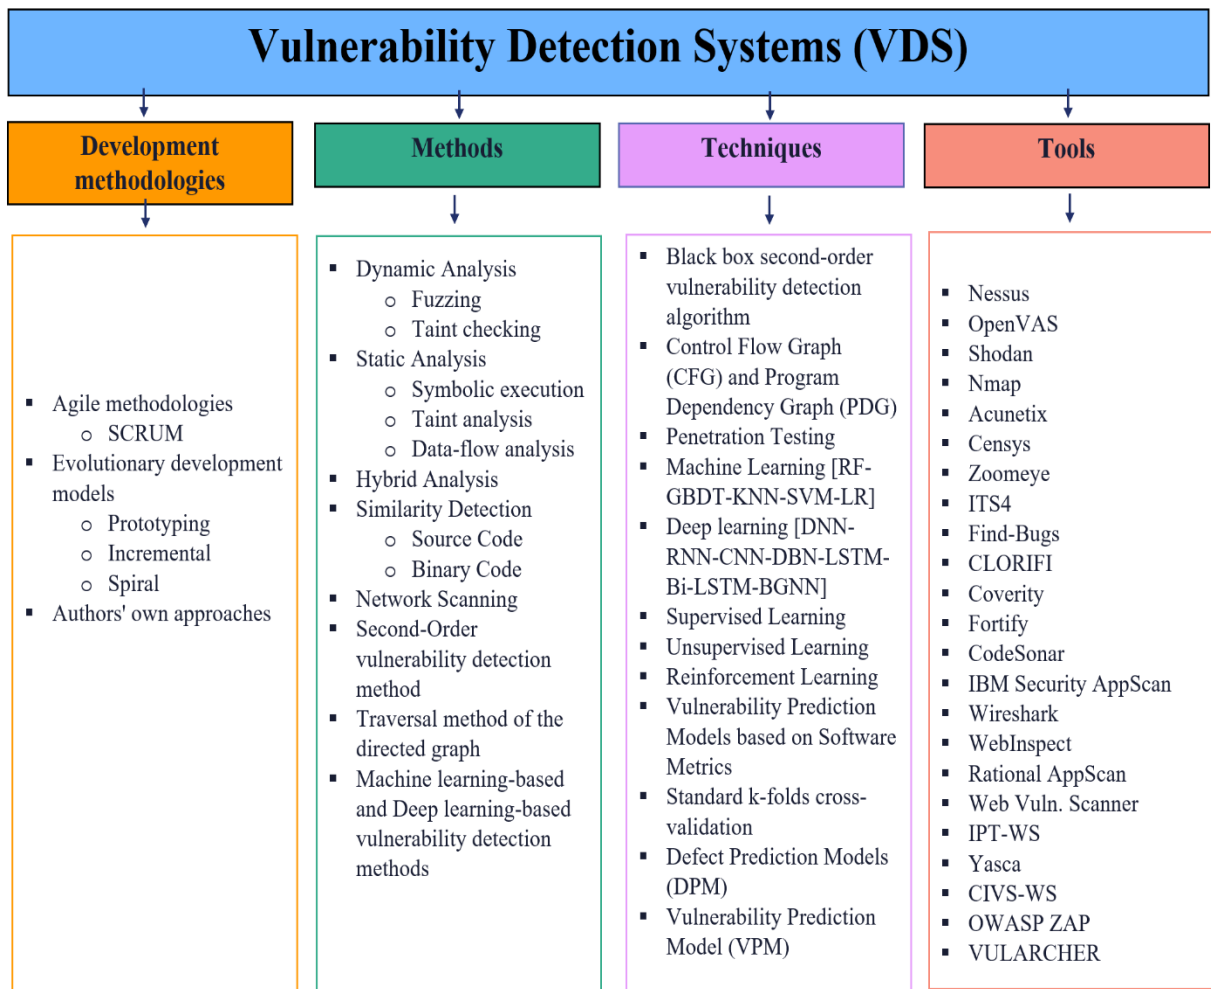 Vulnerability Detection Systems (VDS)
Development
methodologies
Methods
Techniques
Tools
▪ Agile methodologies
o SCRUM
▪ Evolutionary development
models
o Prototyping
o Incremental
o Spiral
▪ Authors' own approaches
▪ Dynamic Analysis
o Fuzzing
o Taint checking
▪ Static Analysis
o Symbolic execution
o Taint analysis
o Data-flow analysis
▪ Hybrid Analysis
▪ Similarity Detection
o Source Code
o Binary Code
▪ Network Scanning
▪ Second-Order
vulnerability detection
method
▪ Traversal method of the
directed graph
▪ Machine learning-based
and Deep learning-based
vulnerability detection
methods
▪ Black box second-order
vulnerability detection
algorithm
▪ Control Flow Graph
(CFG) and Program
Dependency Graph (PDG)
▪ Penetration Testing
▪ Machine Learning [RF-
GBDT-KNN-SVM-LR]
▪ Deep learning [DNN-
RNN-CNN-DBN-LSTM-
Bi-LSTM-BGNN]
▪ Supervised Learning
▪ Unsupervised Learning
▪ Reinforcement Learning
▪ Vulnerability Prediction
Models based on Software
Metrics
▪ Standard k-folds cross-
validation
▪ Defect Prediction Models
(DPM)
▪ Vulnerability Prediction
Model (VPM)
▪ Nessus
▪ OpenVAS
▪ Shodan
▪ Nmap
▪ Acunetix
▪ Censys
▪ Zoomeye
▪ ITS4
▪ Find-Bugs
▪ CLORIFI
▪ Coverity
▪ Fortify
▪ CodeSonar
▪ IBM Security AppScan
▪ Wireshark
▪ WebInspect
▪ Rational AppScan
▪ Web Vuln. Scanner
▪ IPT-WS
▪ Yasca
▪ CIVS-WS
▪ OWASP ZAP
▪ VULARCHER